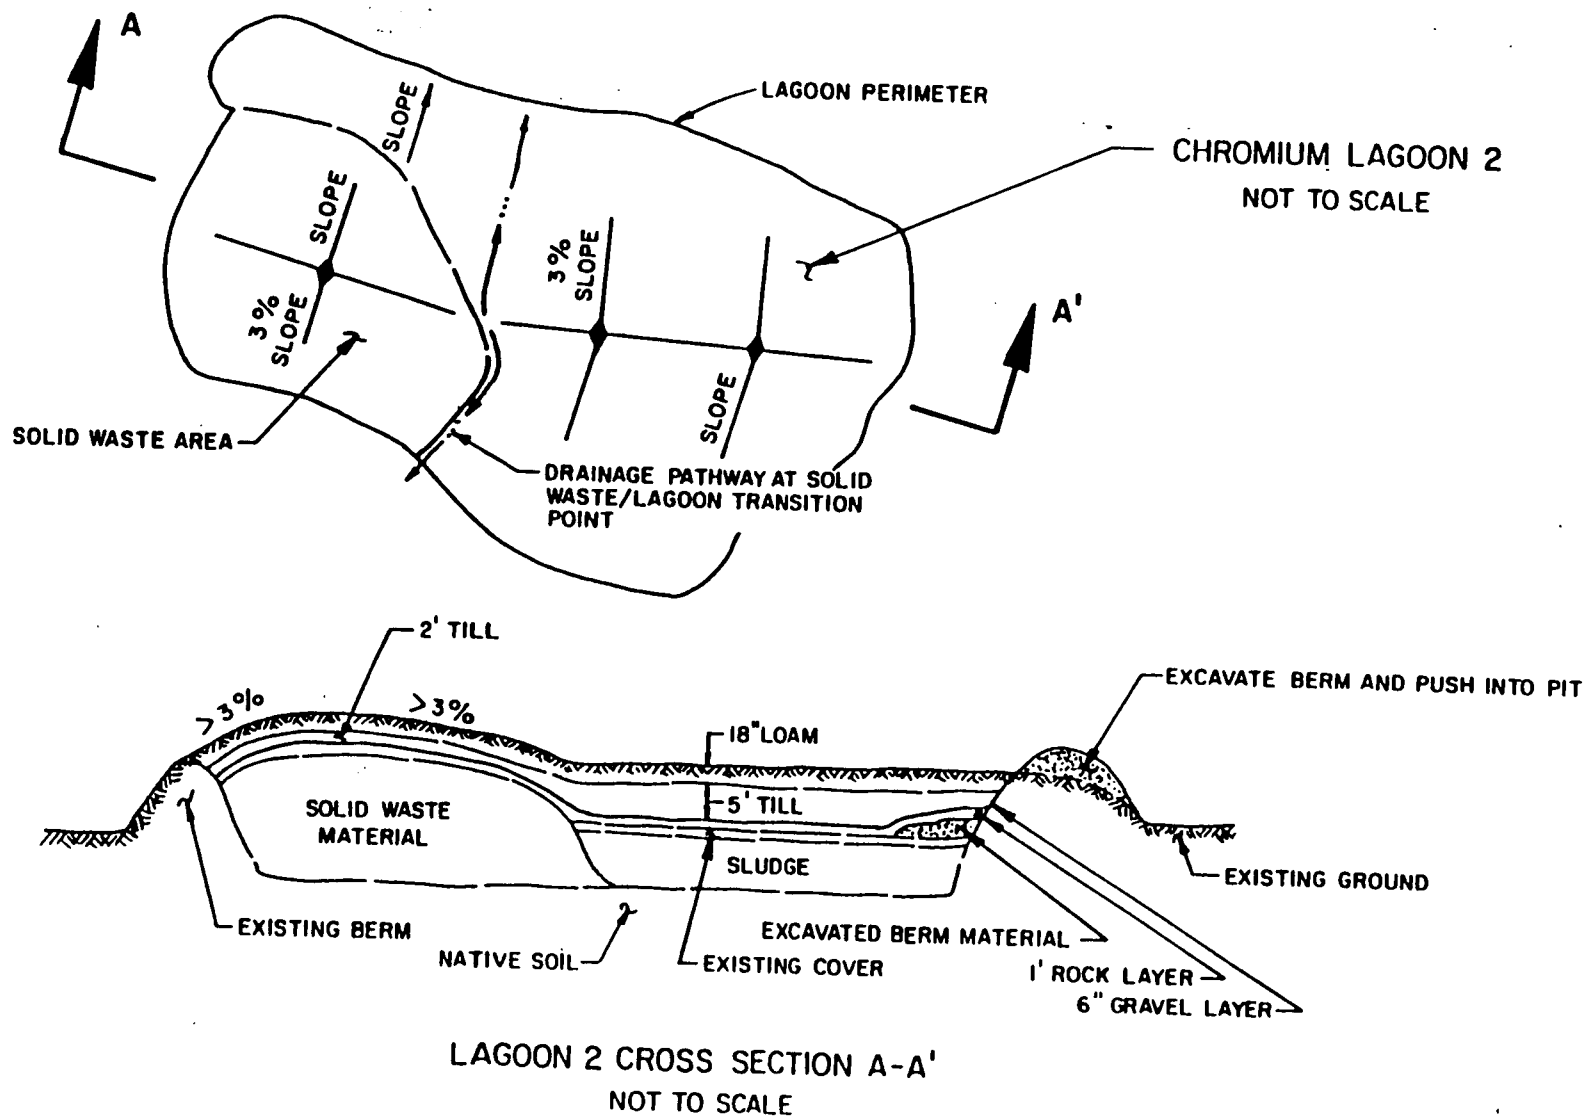 A
LAGOON PERIMETER
CHROMIUM LAGOON 2
NOT TO SCALE
SLOPE
SLOPE
3%
SLOPE
3%
SLOPE
SLOPE
A'
SOLID WASTE AREA
DRAINAGE PATHWAY AT SOLID
WASTE/LAGOON TRANSITION
POINT
2' TILL
>3%
>3%
EXCAVATE BERM AND PUSH INTO PIT
18" LOAM
5' TILL
SOLID WASTE
MATERIAL
SLUDGE
EXISTING GROUND
EXISTING BERM
EXCAVATED BERM MATERIAL
NATIVE SOIL
EXISTING COVER
1' ROCK LAYER
6" GRAVEL LAYER
LAGOON 2 CROSS SECTION A-A'
NOT TO SCALE